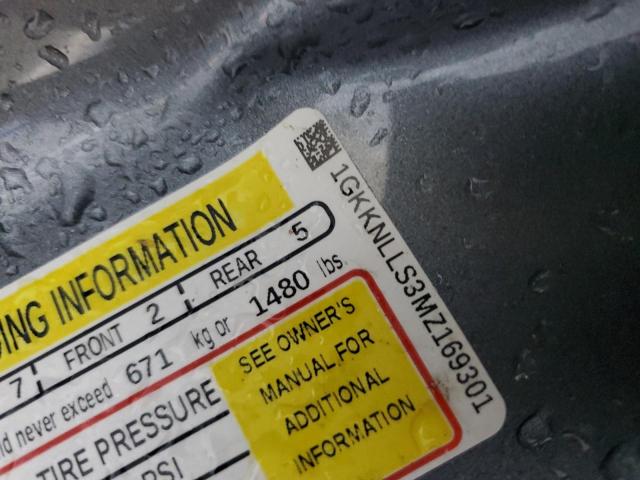 DING INFORMATION
7 FRONT 2 REAR 5
never exceed 671 kg or 1480 lbs.
TIRE PRESSURE
PSI
SEE OWNER'S
MANUAL FOR
ADDITIONAL
INFORMATION
1GKKNLLS3MZ169301